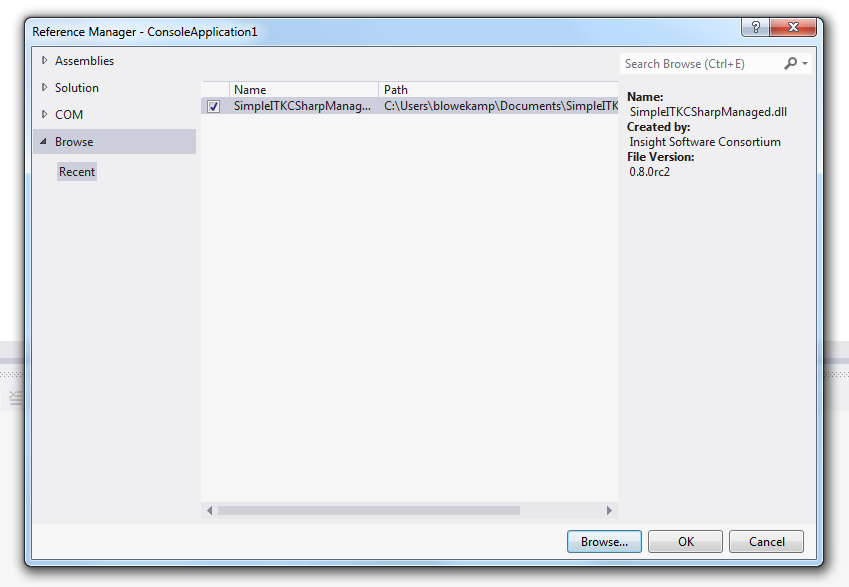 Reference Manager - ConsoleApplication1
?
Assemblies
Solution
COM
Browse
Recent
Name Path
SimpleITKCSharpManag... C:\Users\blowekamp\Documents\SimpleITK
Search Browse (Ctrl+E)
Name:
SimpleITKCSharpManaged.dll
Created by:
Insight Software Consortium
File Version:
0.8.0rc2
Browse... OK Cancel